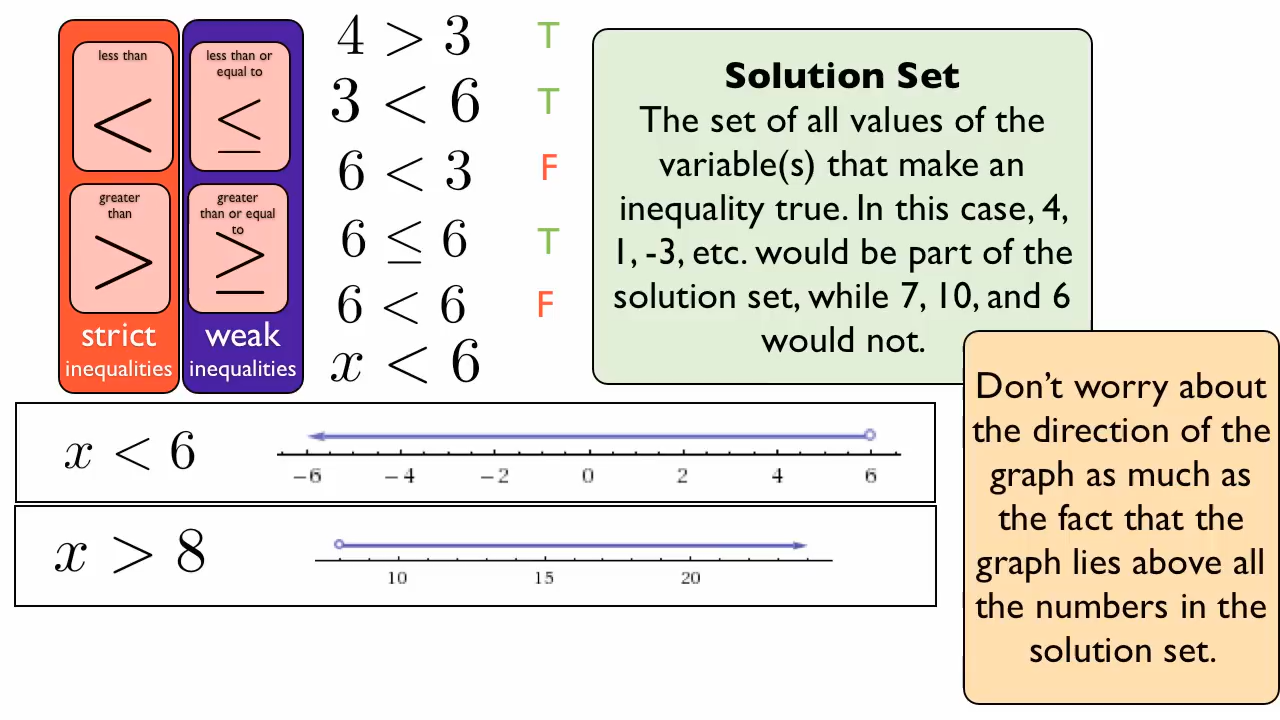 less than
<
less than or
equal to
≤
greater
than
>
greater
than or equal
to
≥
strict
inequalities
weak
inequalities
4 > 3 T
3 < 6 T
6 < 3 F
6 ≤ 6 T
6 < 6 F
x < 6
Solution Set
The set of all values of the
variable(s) that make an
inequality true. In this case, 4,
1, -3, etc. would be part of the
solution set, while 7, 10, and 6
would not.
x < 6
−6 −4 −2 0 2 4 6
x > 8
10 15 20
Don't worry about
the direction of the
graph as much as
the fact that the
graph lies above all
the numbers in the
solution set.